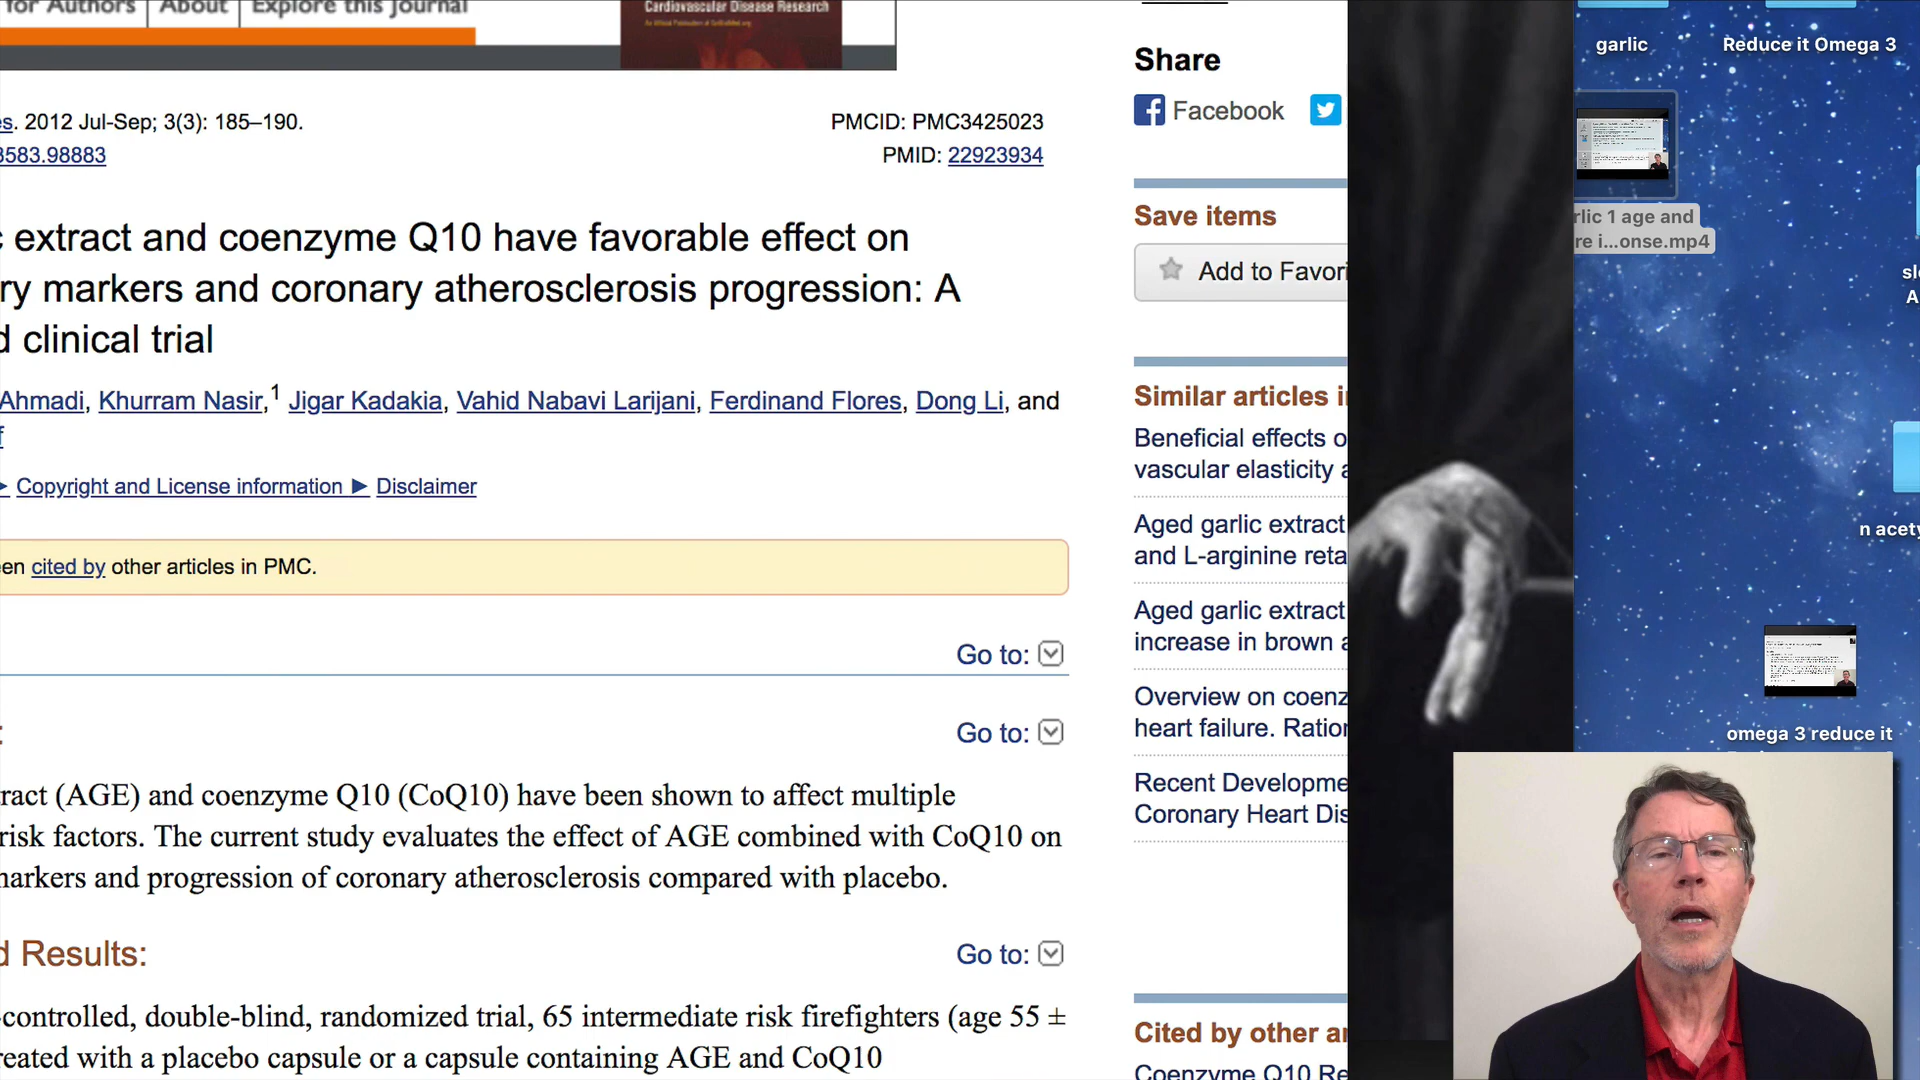 for Authors
About
Explore this Journal
Cardiovascular Disease Research
es. 2012 Jul-Sep; 3(3): 185–190.
3583.98883
PMCID: PMC3425023
PMID: 22923934
c extract and coenzyme Q10 have favorable effect on
ry markers and coronary atherosclerosis progression: A
d clinical trial
Ahmadi, Khurram Nasir,1 Jigar Kadakia, Vahid Nabavi Larijani, Ferdinand Flores, Dong Li, and
f
► Copyright and License information ► Disclaimer
en cited by other articles in PMC.
Go to:
:
Go to:
ract (AGE) and coenzyme Q10 (CoQ10) have been shown to affect multiple
risk factors. The current study evaluates the effect of AGE combined with CoQ10 on
narkers and progression of coronary atherosclerosis compared with placebo.
d Results:
Go to:
-controlled, double-blind, randomized trial, 65 intermediate risk firefighters (age 55 ±
reated with a placebo capsule or a capsule containing AGE and CoQ10
Share
Facebook
Save items
Add to Favori
Similar articles i
Beneficial effects o
vascular elasticity a
Aged garlic extract
and L-arginine reta
Aged garlic extract
increase in brown a
Overview on coenz
heart failure. Ration
Recent Developme
Coronary Heart Dis
Cited by other ar
Coenzyme Q10 Re
garlic
Reduce it Omega 3
rlic 1 age and
re i...onse.mp4
sl
A
n acety
omega 3 reduce it